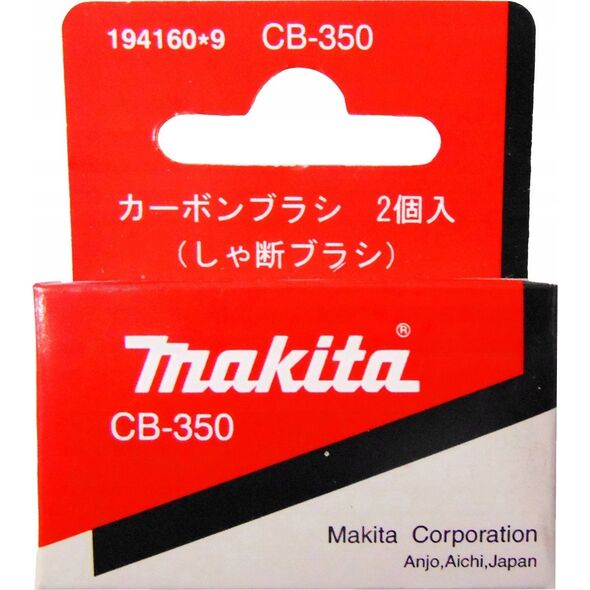 194160*9 CB-350
カーボンブラシ 2個入
(しゃ断ブラシ)
makita®
CB-350
Makita Corporation
Anjo,Aichi,Japan